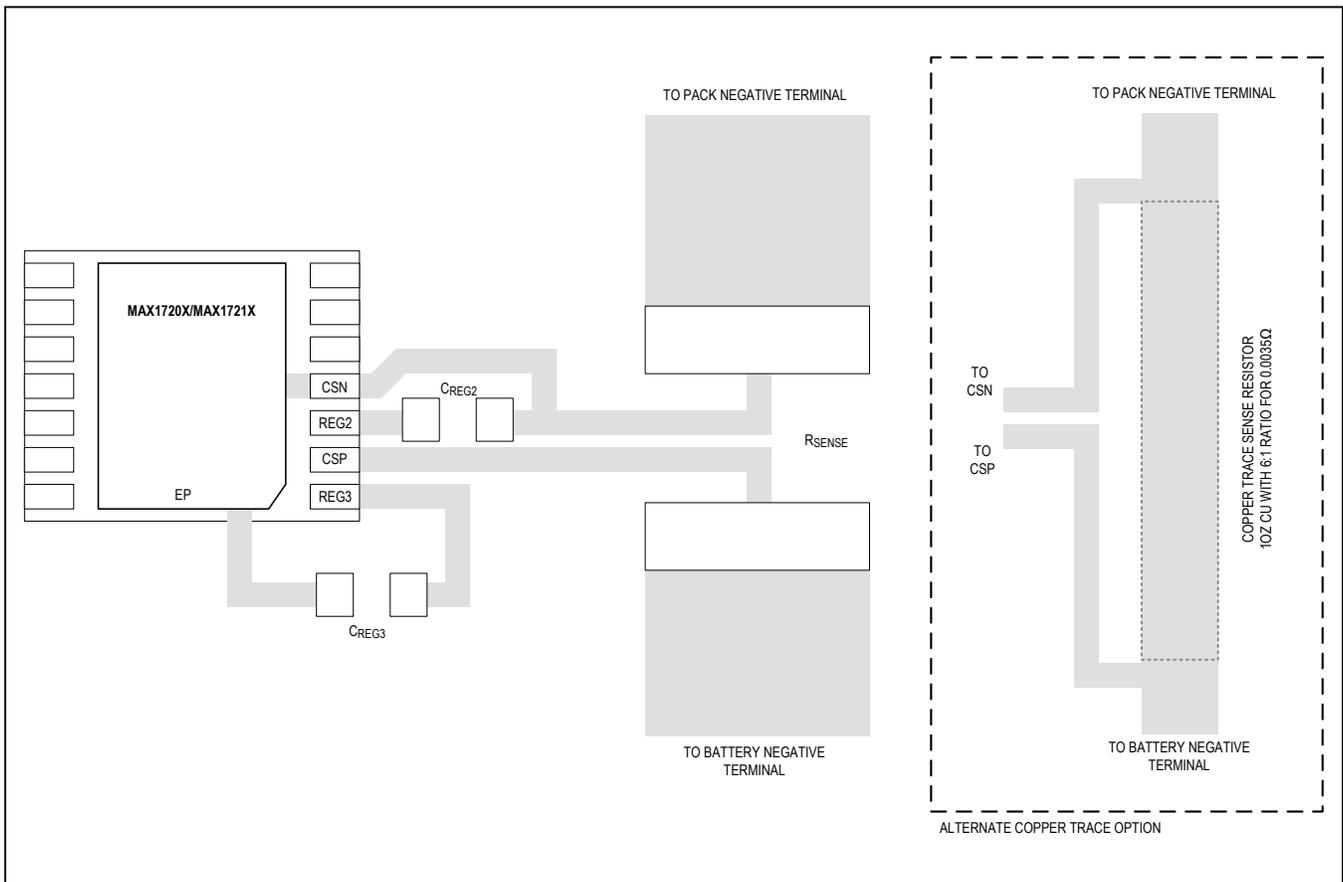 TO PACK NEGATIVE TERMINAL
TO PACK NEGATIVE TERMINAL
MAX1720X/MAX1721X
CSN
REG2
CSP
REG3
EP
CREG2
CREG3
RSENSE
TO BATTERY NEGATIVE
TERMINAL
TO
CSN
TO
CSP
COPPER TRACE SENSE RESISTOR
1OZ CU WITH 6:1 RATIO FOR 0.0035Ω
TO BATTERY NEGATIVE
TERMINAL
ALTERNATE COPPER TRACE OPTION